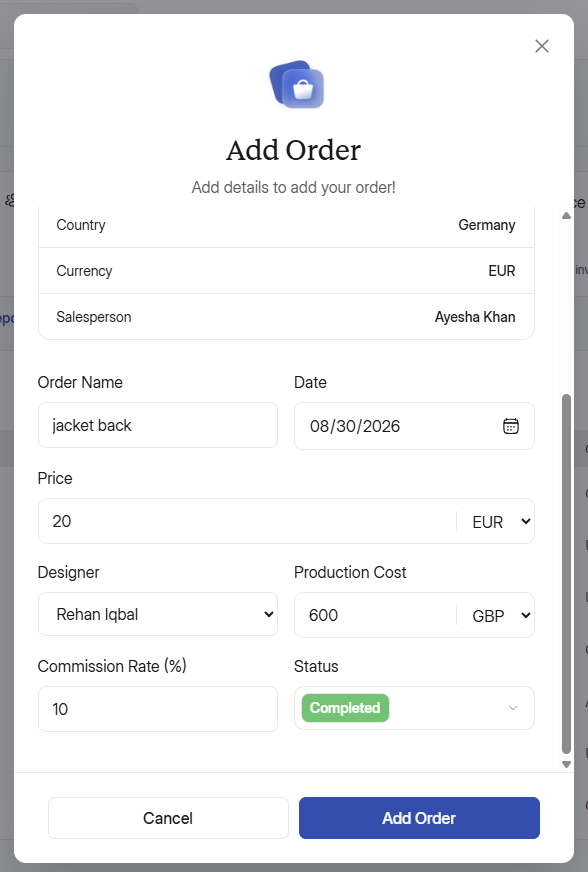 Add Order
Add details to add your order!
Country Germany
Currency EUR
Salesperson Ayesha Khan
Order Name Date
jacket back 08/30/2026
Price
20 EUR
Designer Production Cost
Rehan Iqbal 600 GBP
Commission Rate (%) Status
10 Completed
Cancel Add Order